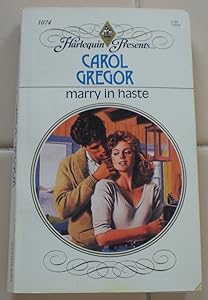 1074
Harlequin Presents
CAROL
GREGOR
marry in haste